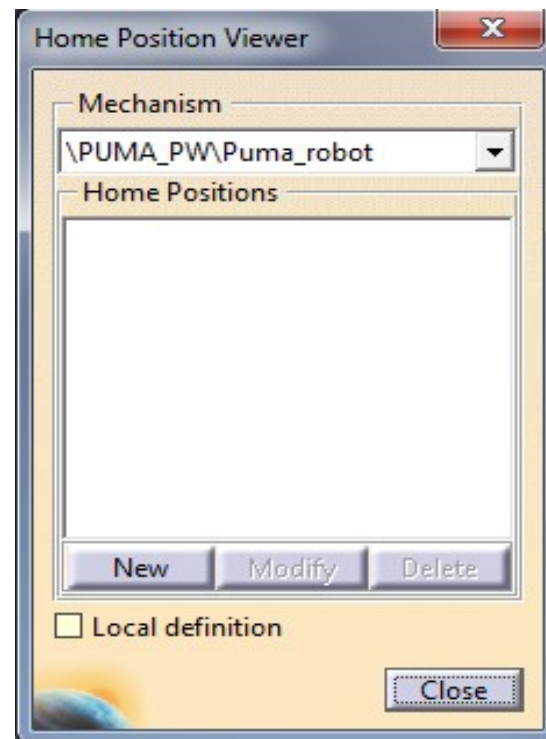 Home Position Viewer
Mechanism
\PUMA_PW\Puma_robot
Home Positions
New Modify Delete
Local definition
Close